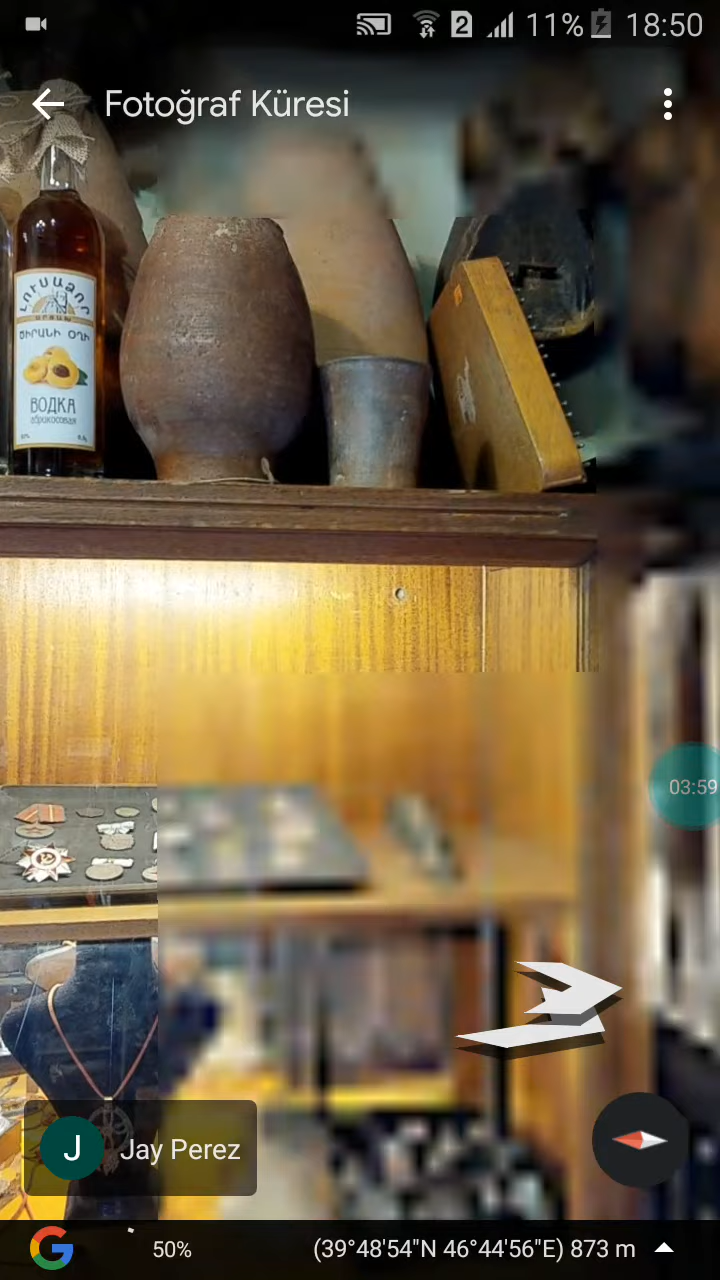 2 11% 18:50
Fotoğraf Küresi
ԼՈՒՍԱՁՈՐ
ԾԻՐԱՆԻ ՕՂԻ
ВОДКА
абрикосовая
03:59
J Jay Perez
50% (39°48'54"N 46°44'56"E) 873 m